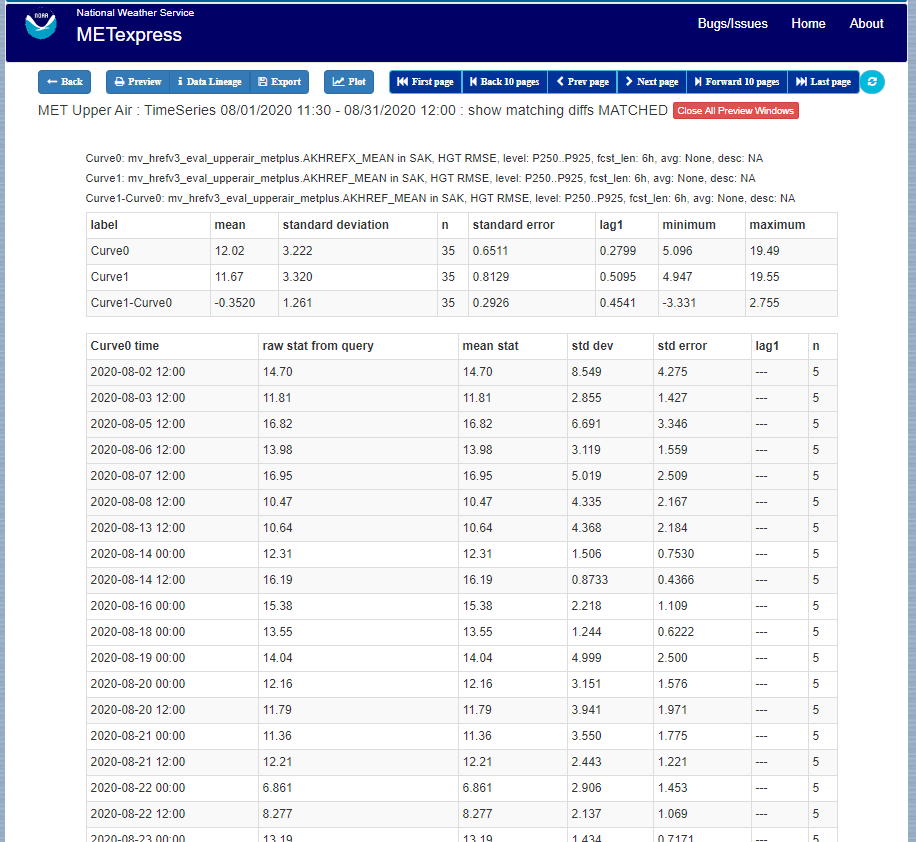 NOAA
National Weather Service
METexpress
Bugs/Issues Home About
Back Preview Data Lineage Export Plot First page Back 10 pages Prev page Next page Forward 10 pages Last page
MET Upper Air : TimeSeries 08/01/2020 11:30 - 08/31/2020 12:00 : show matching diffs MATCHED Close All Preview Windows
Curve0: mv_hrefv3_eval_upperair_metplus.AKHREFX_MEAN in SAK, HGT RMSE, level: P250..P925, fcst_len: 6h, avg: None, desc: NA
Curve1: mv_hrefv3_eval_upperair_metplus.AKHREF_MEAN in SAK, HGT RMSE, level: P250..P925, fcst_len: 6h, avg: None, desc: NA
Curve1-Curve0: mv_hrefv3_eval_upperair_metplus.AKHREF_MEAN in SAK, HGT RMSE, level: P250..P925, fcst_len: 6h, avg: None, desc: NA
label mean standard deviation n standard error lag1 minimum maximum
Curve0 12.02 3.222 35 0.6511 0.2799 5.096 19.49
Curve1 11.67 3.320 35 0.8129 0.5095 4.947 19.55
Curve1-Curve0 -0.3520 1.261 35 0.2926 0.4541 -3.331 2.755
Curve0 time raw stat from query mean stat std dev std error lag1 n
2020-08-02 12:00 14.70 14.70 8.549 4.275 --- 5
2020-08-03 12:00 11.81 11.81 2.855 1.427 --- 5
2020-08-05 12:00 16.82 16.82 6.691 3.346 --- 5
2020-08-06 12:00 13.98 13.98 3.119 1.559 --- 5
2020-08-07 12:00 16.95 16.95 5.019 2.509 --- 5
2020-08-08 12:00 10.47 10.47 4.335 2.167 --- 5
2020-08-13 12:00 10.64 10.64 4.368 2.184 --- 5
2020-08-14 00:00 12.31 12.31 1.506 0.7530 --- 5
2020-08-14 12:00 16.19 16.19 0.8733 0.4366 --- 5
2020-08-16 00:00 15.38 15.38 2.218 1.109 --- 5
2020-08-18 00:00 13.55 13.55 1.244 0.6222 --- 5
2020-08-19 00:00 14.04 14.04 4.999 2.500 --- 5
2020-08-20 00:00 12.16 12.16 3.151 1.576 --- 5
2020-08-20 12:00 11.79 11.79 3.941 1.971 --- 5
2020-08-21 00:00 11.36 11.36 3.550 1.775 --- 5
2020-08-21 12:00 12.21 12.21 2.443 1.221 --- 5
2020-08-22 00:00 6.861 6.861 2.906 1.453 --- 5
2020-08-22 12:00 8.277 8.277 2.137 1.069 --- 5
2020-08-23 00:00 13.19 13.19 1.434 0.7171 --- 5